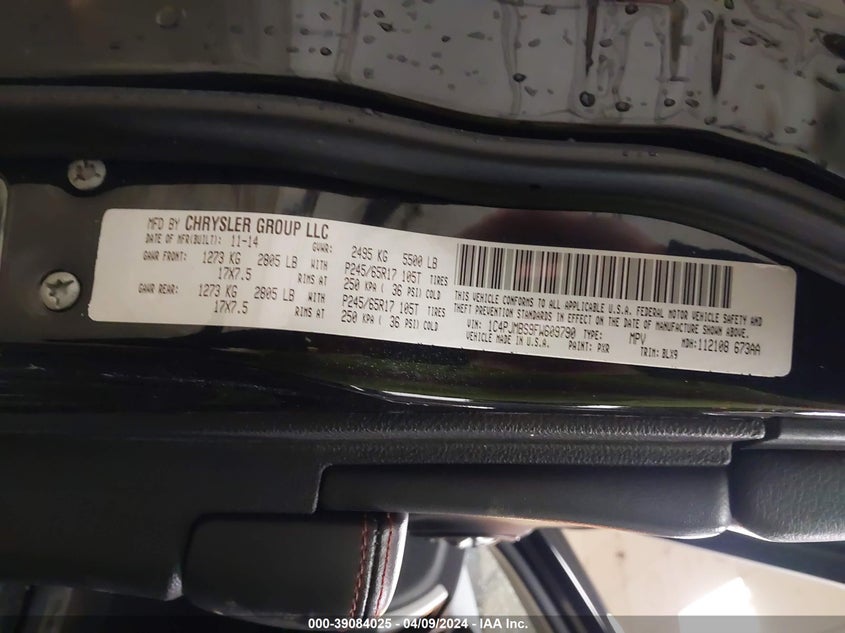 MFD BY CHRYSLER GROUP LLC
DATE OF MFR(BUILT): 11-14 GVWR: 2495 KG 5500 LB
GAWR FRONT: 1273 KG 2805 LB WITH P245/65R17 105T TIRES
17X7.5 RIMS AT 250 KPA ( 36 PSI) COLD
GAWR REAR: 1273 KG 2805 LB WITH P245/65R17 105T TIRES
17X7.5 RIMS AT 250 KPA ( 36 PSI) COLD
THIS VEHICLE CONFORMS TO ALL APPLICABLE U.S.A. FEDERAL MOTOR VEHICLE SAFETY AND
THEFT PREVENTION STANDARDS IN EFFECT ON THE DATE OF MANUFACTURE SHOWN ABOVE.
VIN: 1C4PJMBS9FW609790 TYPE: MPV MDH: 112108 673AA
VEHICLE MADE IN U.S.A. PAINT: PXR TRIM: BLX9
000-39084025 - 04/09/2024 - IAA Inc.